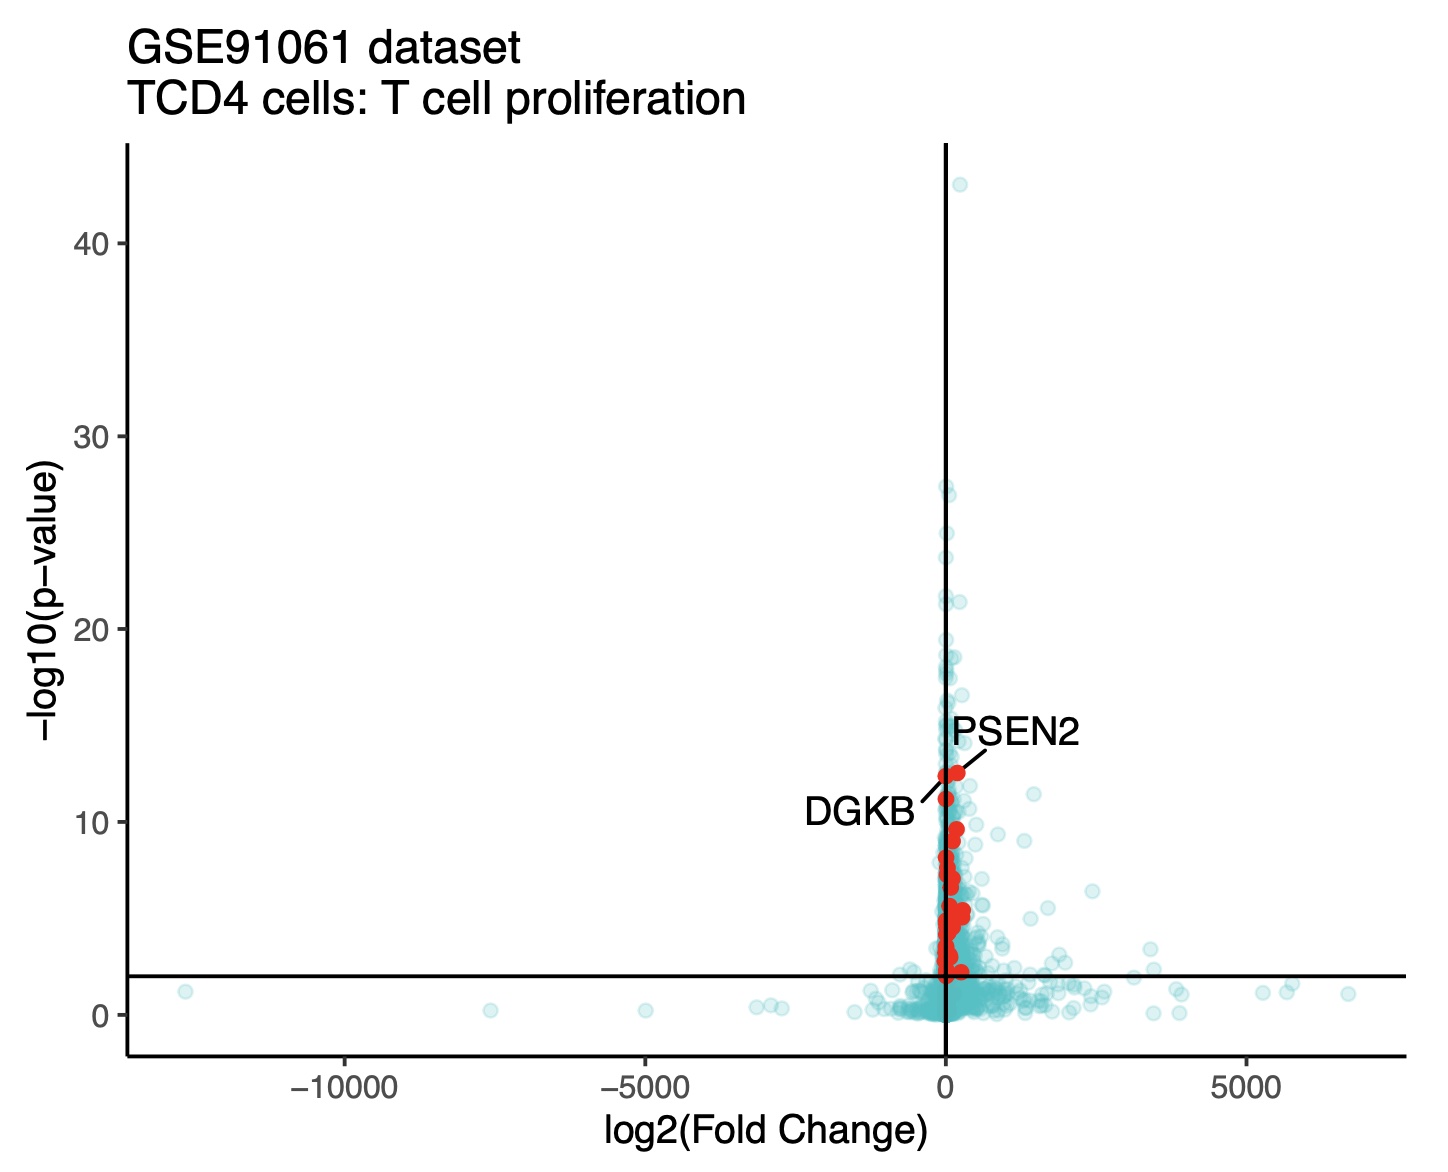 GSE91061 dataset
TCD4 cells: T cell proliferation
40
30
20
10
0
−log10(p−value)
PSEN2
DGKB
−10000
−5000
0
5000
log2(Fold Change)